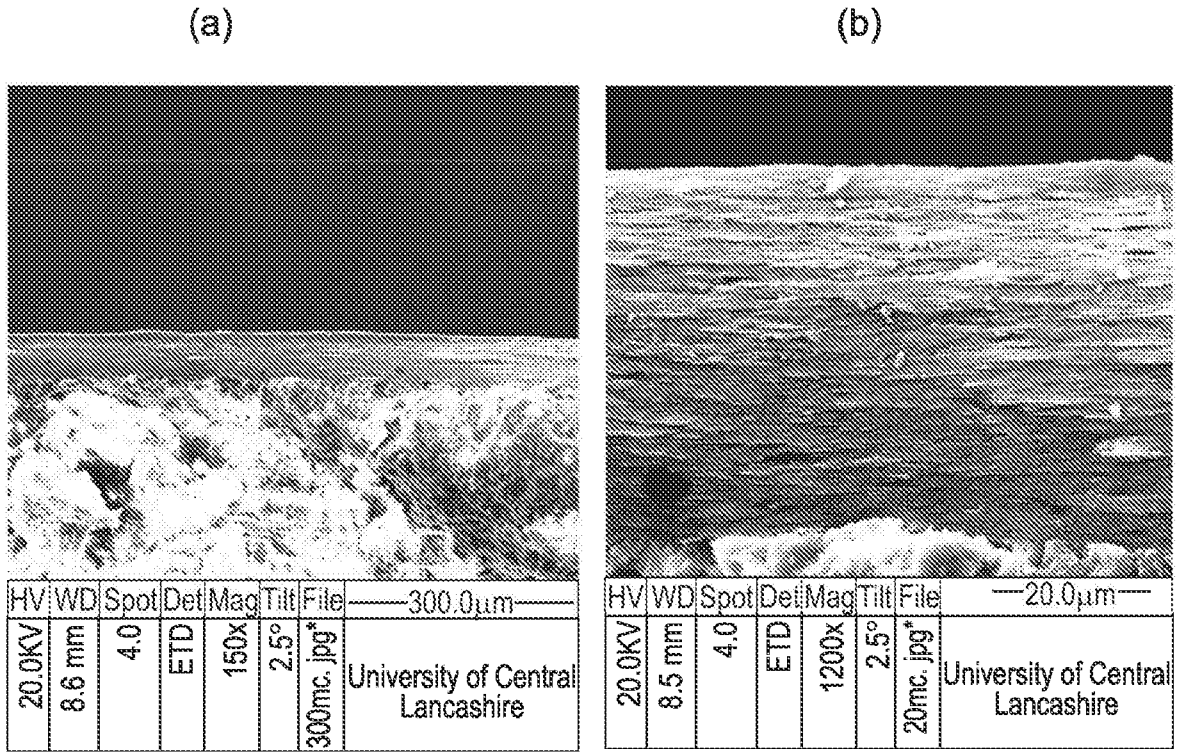 (a)
HV WD Spot Det Mag Tilt File 300.0µm
20.0KV 8.6 mm 4.0 ETD 150x 2.5° 300mc. jpg* University of Central
Lancashire
(b)
HV WD Spot Det Mag Tilt File 20.0µm
20.0KV 8.5 mm 4.0 ETD 1200x 2.5° 20mc. jpg* University of Central
Lancashire